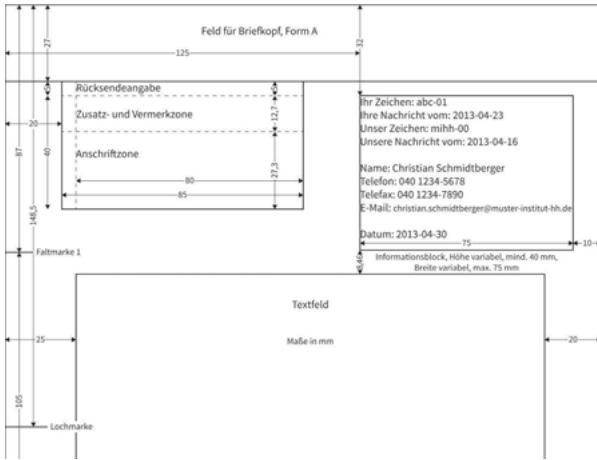 Feld für Briefkopf, Form A
27
32
125
5
Rücksendeangabe
5
Zusatz- und Vermerkzone
12,7
20
40
Anschriftzone
27,3
80
85
87
148,5
Ihr Zeichen: abc-01
Ihre Nachricht vom: 2013-04-23
Unser Zeichen: mihh-00
Unsere Nachricht vom: 2013-04-16
Name: Christian Schmidtberger
Telefon: 040 1234-5678
Telefax: 040 1234-7890
E-Mail: christian.schmidtberger@muster-institut-hh.de
Datum: 2013-04-30
75
10
Faltmarke 1
8,46
Informationsblock, Höhe variabel, mind. 40 mm,
Breite variabel, max. 75 mm
Textfeld
25
Maße in mm
20
105
Lochmarke